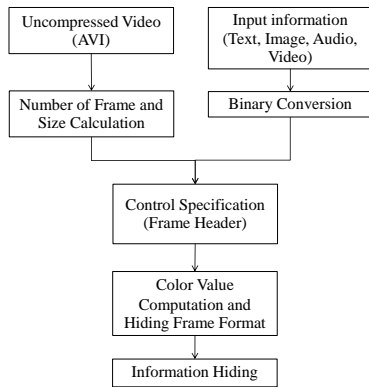 Uncompressed Video
(AVI)
Input information
(Text, Image, Audio,
Video)
Number of Frame and
Size Calculation
Binary Conversion
Control Specification
(Frame Header)
Color Value
Computation and
Hiding Frame Format
Information Hiding